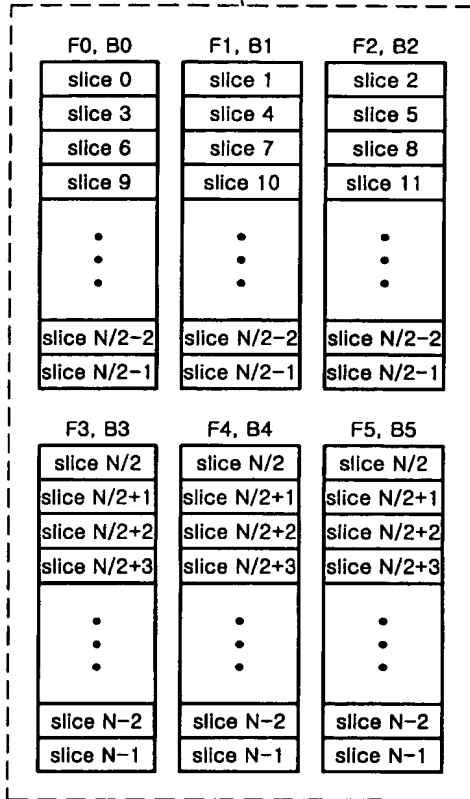 F0, B0
slice 0
slice 3
slice 6
slice 9
slice N/2-2
slice N/2-1
F1, B1
slice 1
slice 4
slice 7
slice 10
slice N/2-2
slice N/2-1
F2, B2
slice 2
slice 5
slice 8
slice 11
slice N/2-2
slice N/2-1
F3, B3
slice N/2
slice N/2+1
slice N/2+2
slice N/2+3
slice N-2
slice N-1
F4, B4
slice N/2
slice N/2+1
slice N/2+2
slice N/2+3
slice N-2
slice N-1
F5, B5
slice N/2
slice N/2+1
slice N/2+2
slice N/2+3
slice N-2
slice N-1